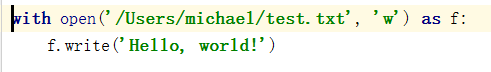 with open('/Users/michael/test.txt', 'w') as f:
    f.write('Hello, world!')